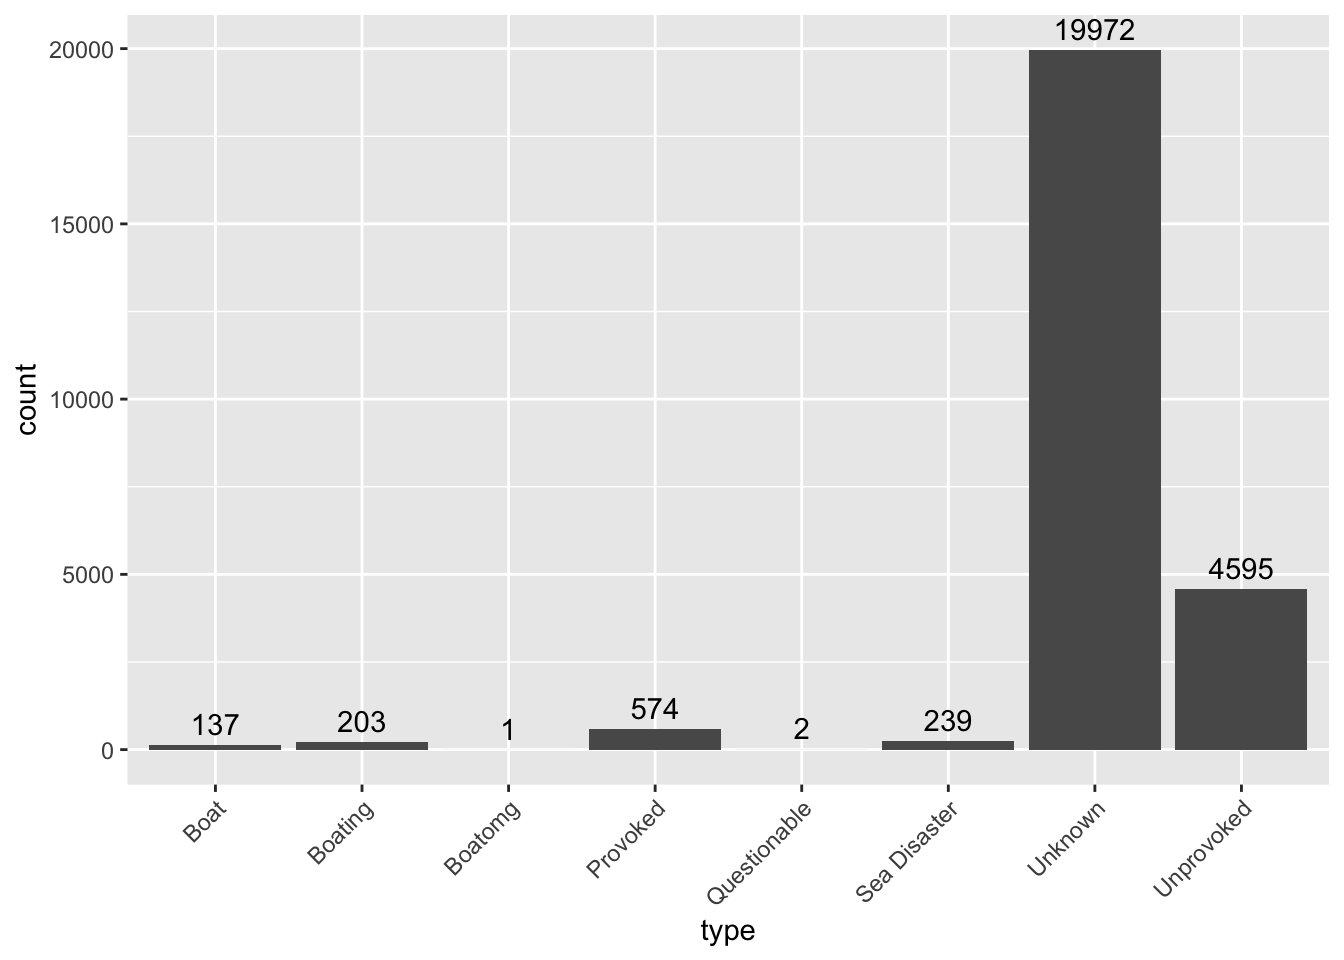 19972
20000
15000
10000
5000
0
count
4595
574
137
203
1
2
239
Boat
Boating
Boatomg
Provoked
Questionable
Sea Disaster
Unknown
Unprovoked
type